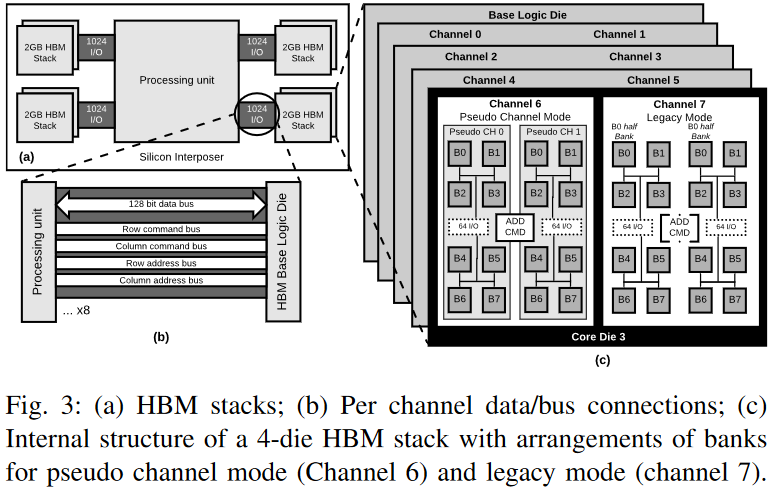 2GB HBM
Stack
1024
I/O
Processing unit
1024
I/O
2GB HBM
Stack
2GB HBM
Stack
1024
I/O
1024
I/O
2GB HBM
Stack
(a)
Silicon Interposer
Processing unit
128 bit data bus
Row command bus
Column command bus
Row address bus
Column address bus
HBM Base Logic Die
... x8
(b)
Base Logic Die
Channel 0
Channel 1
Channel 2
Channel 3
Channel 4
Channel 5
Channel 6
Pseudo Channel Mode
Pseudo CH 0
Pseudo CH 1
B0 B1 B0 B1
B2 B3 B2 B3
64 I/O
ADD
CMD
64 I/O
B4 B5 B4 B5
B6 B7 B6 B7
Channel 7
Legacy Mode
B0 half
Bank
B0 half
Bank
B0 B1 B0 B1
B2 B3 B2 B3
64 I/O
ADD
CMD
64 I/O
B4 B5 B4 B5
B6 B7 B6 B7
Core Die 3
(c)
Fig. 3: (a) HBM stacks; (b) Per channel data/bus connections; (c)
Internal structure of a 4-die HBM stack with arrangements of banks
for pseudo channel mode (Channel 6) and legacy mode (channel 7).